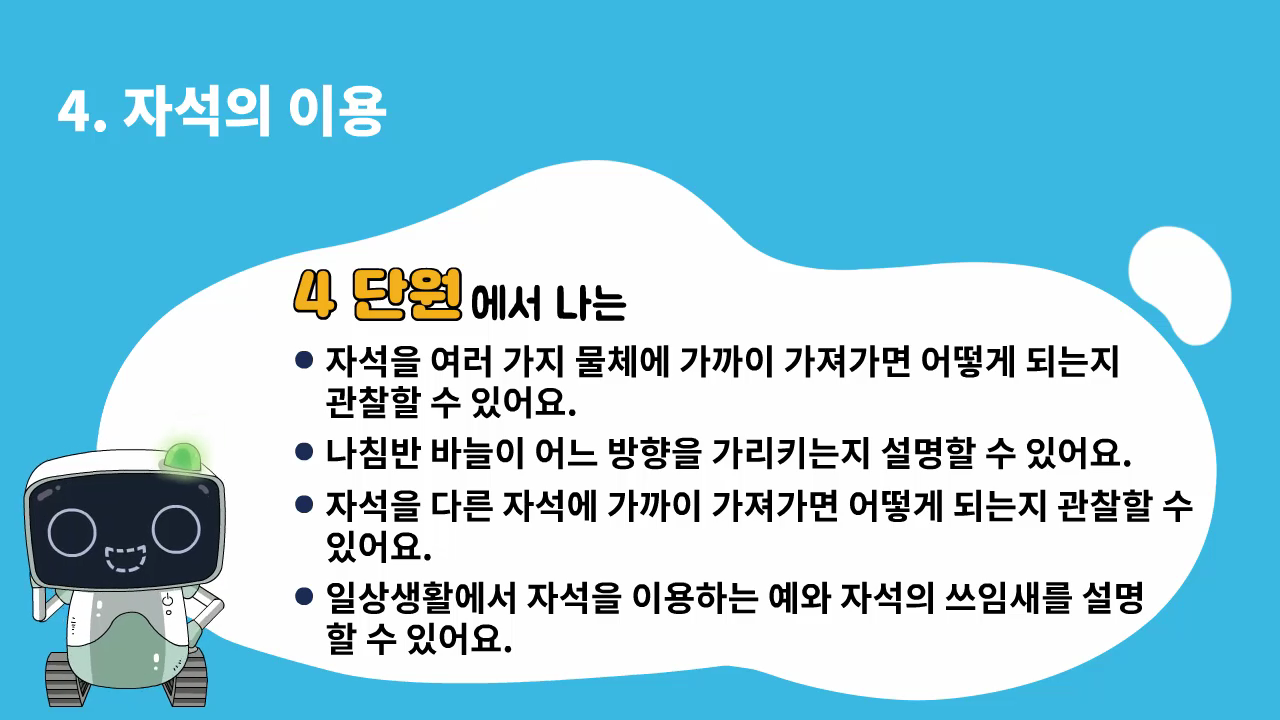 4. 자석의 이용
4 단원에서 나는
• 자석을 여러 가지 물체에 가까이 가져가면 어떻게 되는지
관찰할 수 있어요.
• 나침반 바늘이 어느 방향을 가리키는지 설명할 수 있어요.
• 자석을 다른 자석에 가까이 가져가면 어떻게 되는지 관찰할 수
있어요.
• 일상생활에서 자석을 이용하는 예와 자석의 쓰임새를 설명
할 수 있어요.